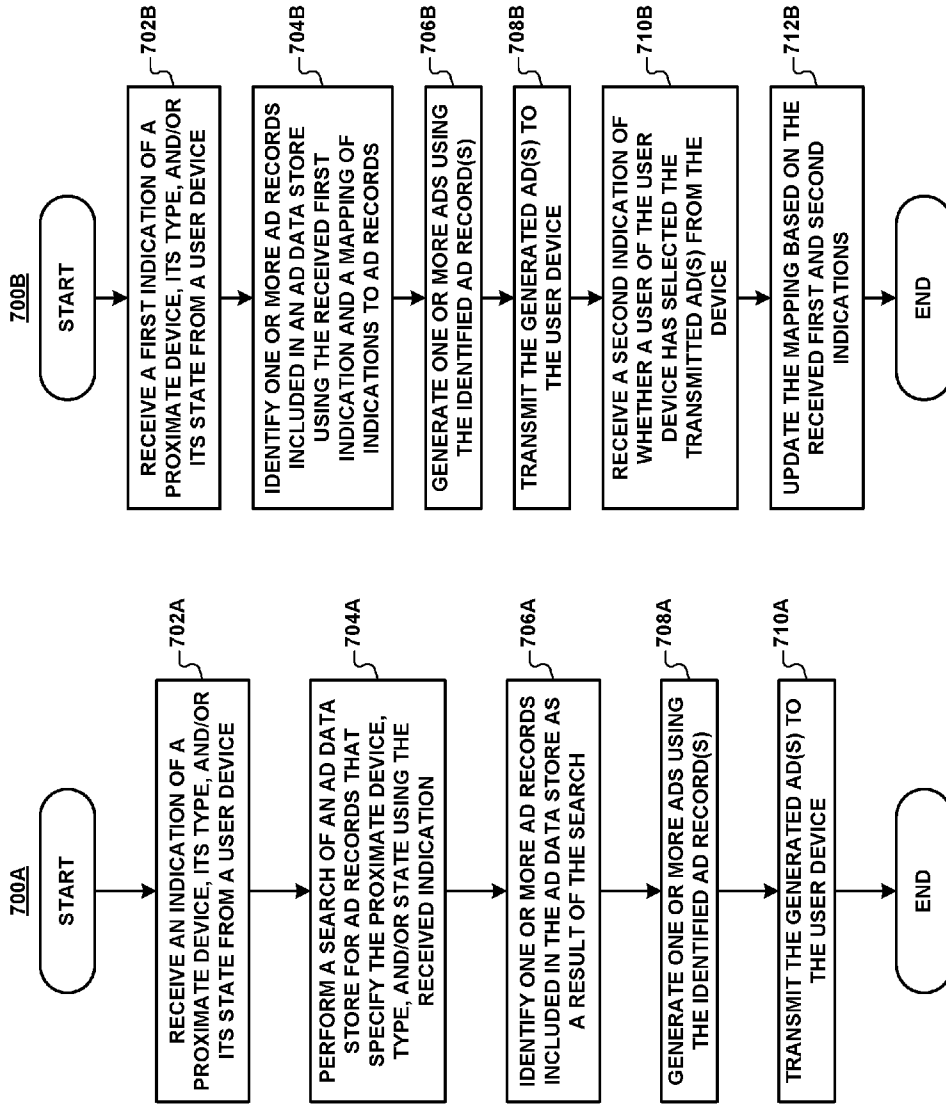 700A
START
702A
RECEIVE AN INDICATION OF A
PROXIMATE DEVICE, ITS TYPE, AND/OR
ITS STATE FROM A USER DEVICE
704A
PERFORM A SEARCH OF AN AD DATA
STORE FOR AD RECORDS THAT
SPECIFY THE PROXIMATE DEVICE,
TYPE, AND/OR STATE USING THE
RECEIVED INDICATION
706A
IDENTIFY ONE OR MORE AD RECORDS
INCLUDED IN THE AD DATA STORE AS
A RESULT OF THE SEARCH
708A
GENERATE ONE OR MORE ADS USING
THE IDENTIFIED AD RECORD(S)
710A
TRANSMIT THE GENERATED AD(S) TO
THE USER DEVICE
END
700B
START
702B
RECEIVE A FIRST INDICATION OF A
PROXIMATE DEVICE, ITS TYPE, AND/OR
ITS STATE FROM A USER DEVICE
704B
IDENTIFY ONE OR MORE AD RECORDS
INCLUDED IN AN AD DATA STORE
USING THE RECEIVED FIRST
INDICATION AND A MAPPING OF
INDICATIONS TO AD RECORDS
706B
GENERATE ONE OR MORE ADS USING
THE IDENTIFIED AD RECORD(S)
708B
TRANSMIT THE GENERATED AD(S) TO
THE USER DEVICE
710B
RECEIVE A SECOND INDICATION OF
WHETHER A USER OF THE USER
DEVICE HAS SELECTED THE
TRANSMITTED AD(S) FROM THE
DEVICE
712B
UPDATE THE MAPPING BASED ON THE
RECEIVED FIRST AND SECOND
INDICATIONS
END